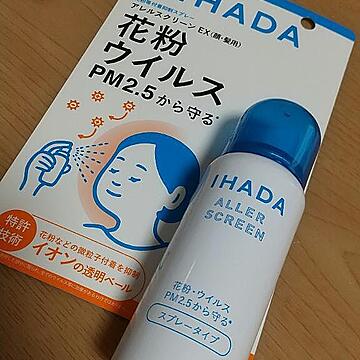 IHADA
アレルスクリーン EX〈顔・髪用〉
花粉
ウイルス
PM2.5から守る*
特許
技術
花粉などの微粒子付着を抑制
イオンの透明ベール
IHADA
ALLER
SCREEN
花粉・ウイルス
PM2.5から守る*
スプレータイプ